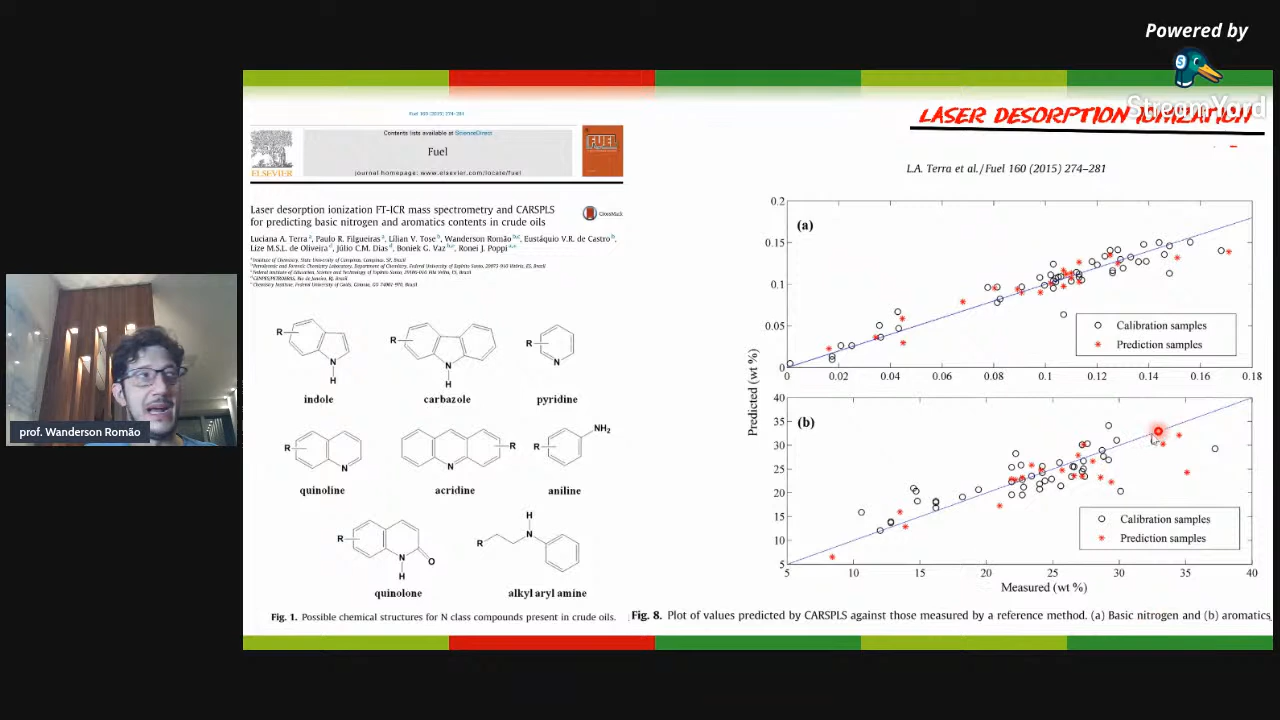 Powered by
StreamYard
LASER DESORPTION IONIZATION
Fuel 160 (2015) 274–281
Contents lists available at ScienceDirect
Fuel
journal homepage: www.elsevier.com/locate/fuel
ELSEVIER
FUEL
CrossMark
Laser desorption ionization FT-ICR mass spectrometry and CARSPLS
for predicting basic nitrogen and aromatics contents in crude oils
Luciana A. Terra a, Paulo R. Filgueiras a, Lilian V. Tose b, Wanderson Romão b,c, Eustáquio V.R. de Castro b,
Lize M.S.L. de Oliveira d, Júlio C.M. Dias d, Boniek G. Vaz b,e, Ronei J. Poppi a,*
R
N
H
indole
R
N
H
carbazole
R
N
pyridine
R
N
quinoline
R
N
acridine
R
NH2
aniline
R
N
H
O
quinolone
H
R
N
alkyl aryl amine
Fig. 1. Possible chemical structures for N class compounds present in crude oils.
L.A. Terra et al. / Fuel 160 (2015) 274–281
0.2
0.15
0.1
0.05
0
(a)
Calibration samples
Prediction samples
0 0.02 0.04 0.06 0.08 0.1 0.12 0.14 0.16 0.18
Predicted (wt %)
40
35
30
25
20
15
10
5
(b)
Calibration samples
Prediction samples
5 10 15 20 25 30 35 40
Measured (wt %)
Fig. 8. Plot of values predicted by CARSPLS against those measured by a reference method. (a) Basic nitrogen and (b) aromatics
prof. Wanderson Romão